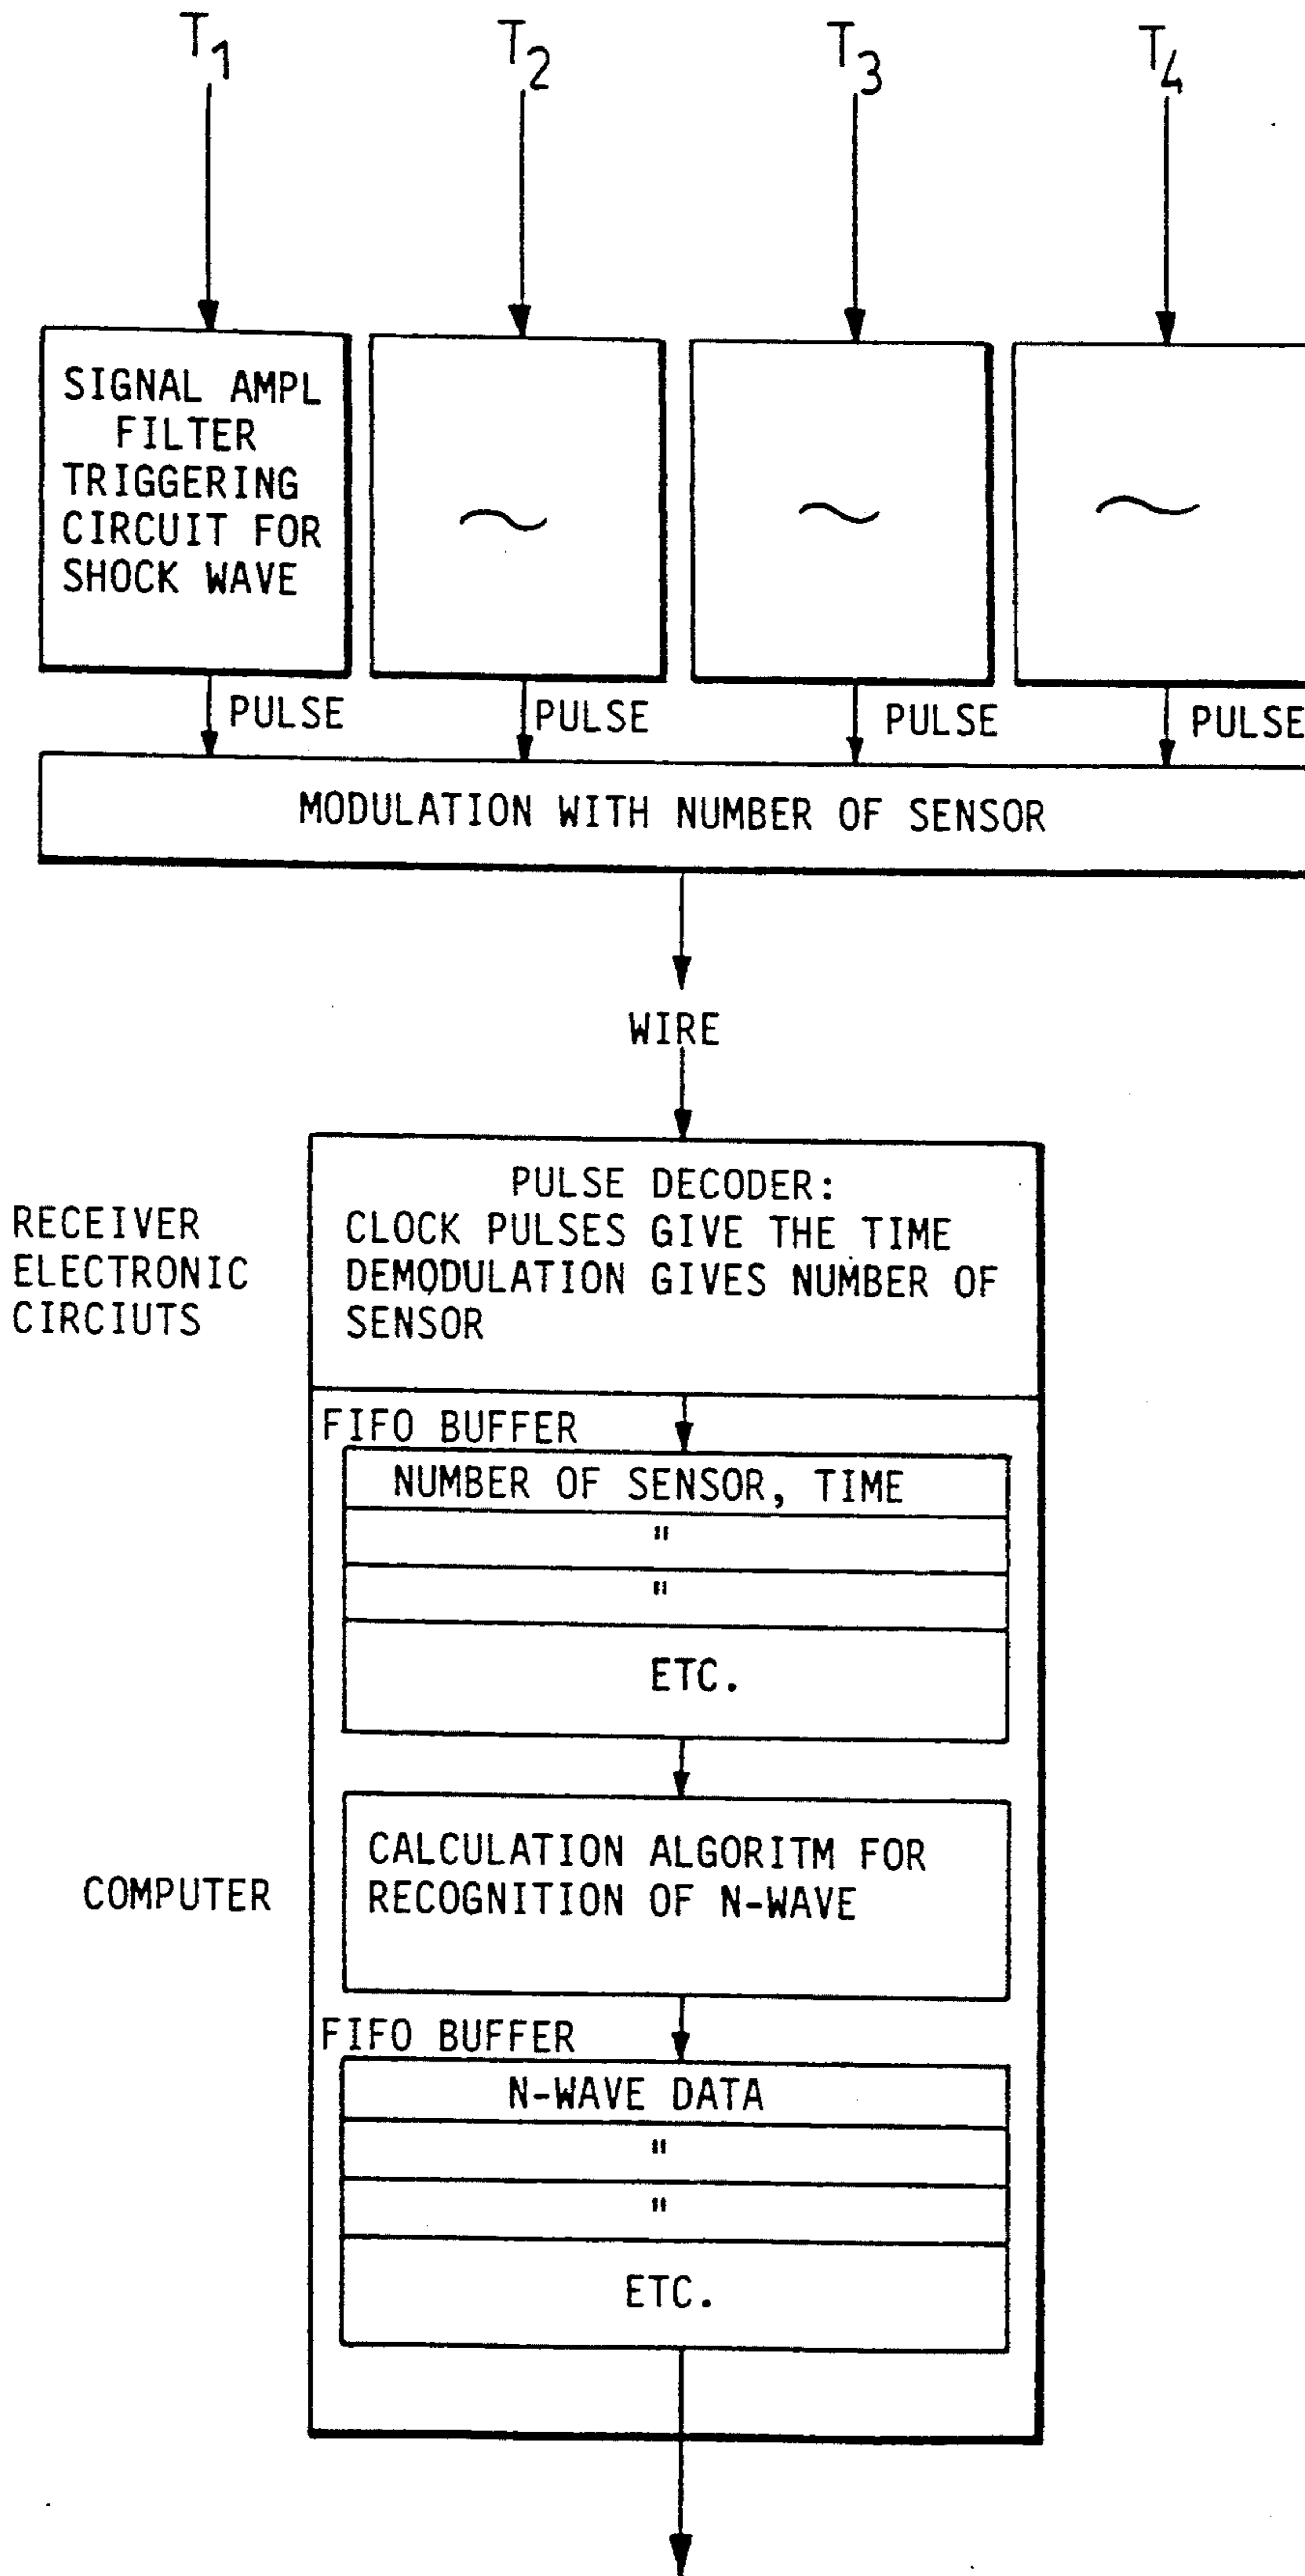 T1 T2 T3 T4
SIGNAL AMPL
FILTER
TRIGGERING
CIRCUIT FOR
SHOCK WAVE
~ ~ ~
PULSE PULSE PULSE PULSE
MODULATION WITH NUMBER OF SENSOR
WIRE
RECEIVER
ELECTRONIC
CIRCIUTS
PULSE DECODER:
CLOCK PULSES GIVE THE TIME
DEMODULATION GIVES NUMBER OF
SENSOR
FIFO BUFFER
NUMBER OF SENSOR, TIME
"
"
ETC.
COMPUTER
CALCULATION ALGORITM FOR
RECOGNITION OF N-WAVE
FIFO BUFFER
N-WAVE DATA
"
"
ETC.